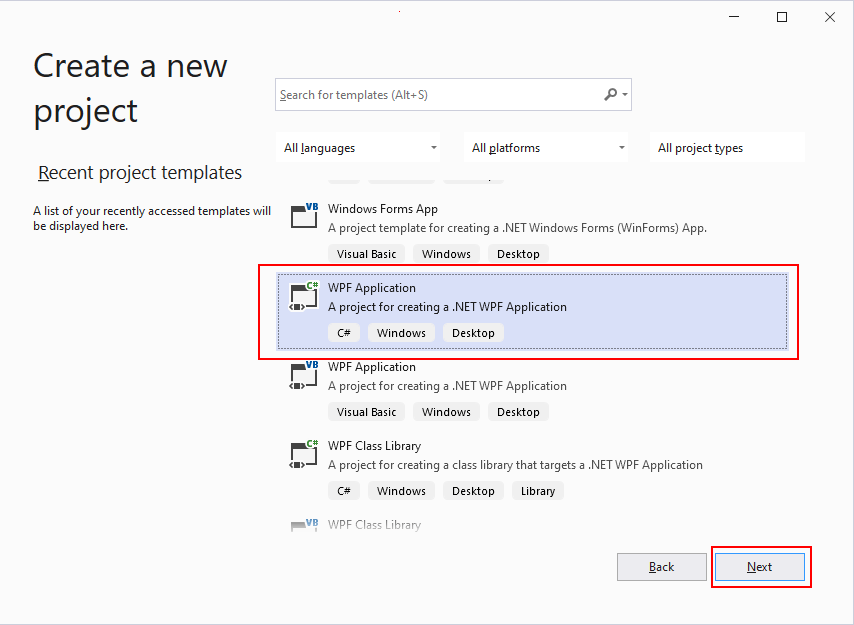 Create a new
project
Search for templates (Alt+S)
All languages
All platforms
All project types
Recent project templates
A list of your recently accessed templates will
be displayed here.
VB
Windows Forms App
A project template for creating a .NET Windows Forms (WinForms) App.
Visual Basic
Windows
Desktop
C#
WPF Application
A project for creating a .NET WPF Application
C#
Windows
Desktop
VB
WPF Application
A project for creating a .NET WPF Application
Visual Basic
Windows
Desktop
C#
WPF Class Library
A project for creating a class library that targets a .NET WPF Application
C#
Windows
Desktop
Library
VB
WPF Class Library
Back
Next